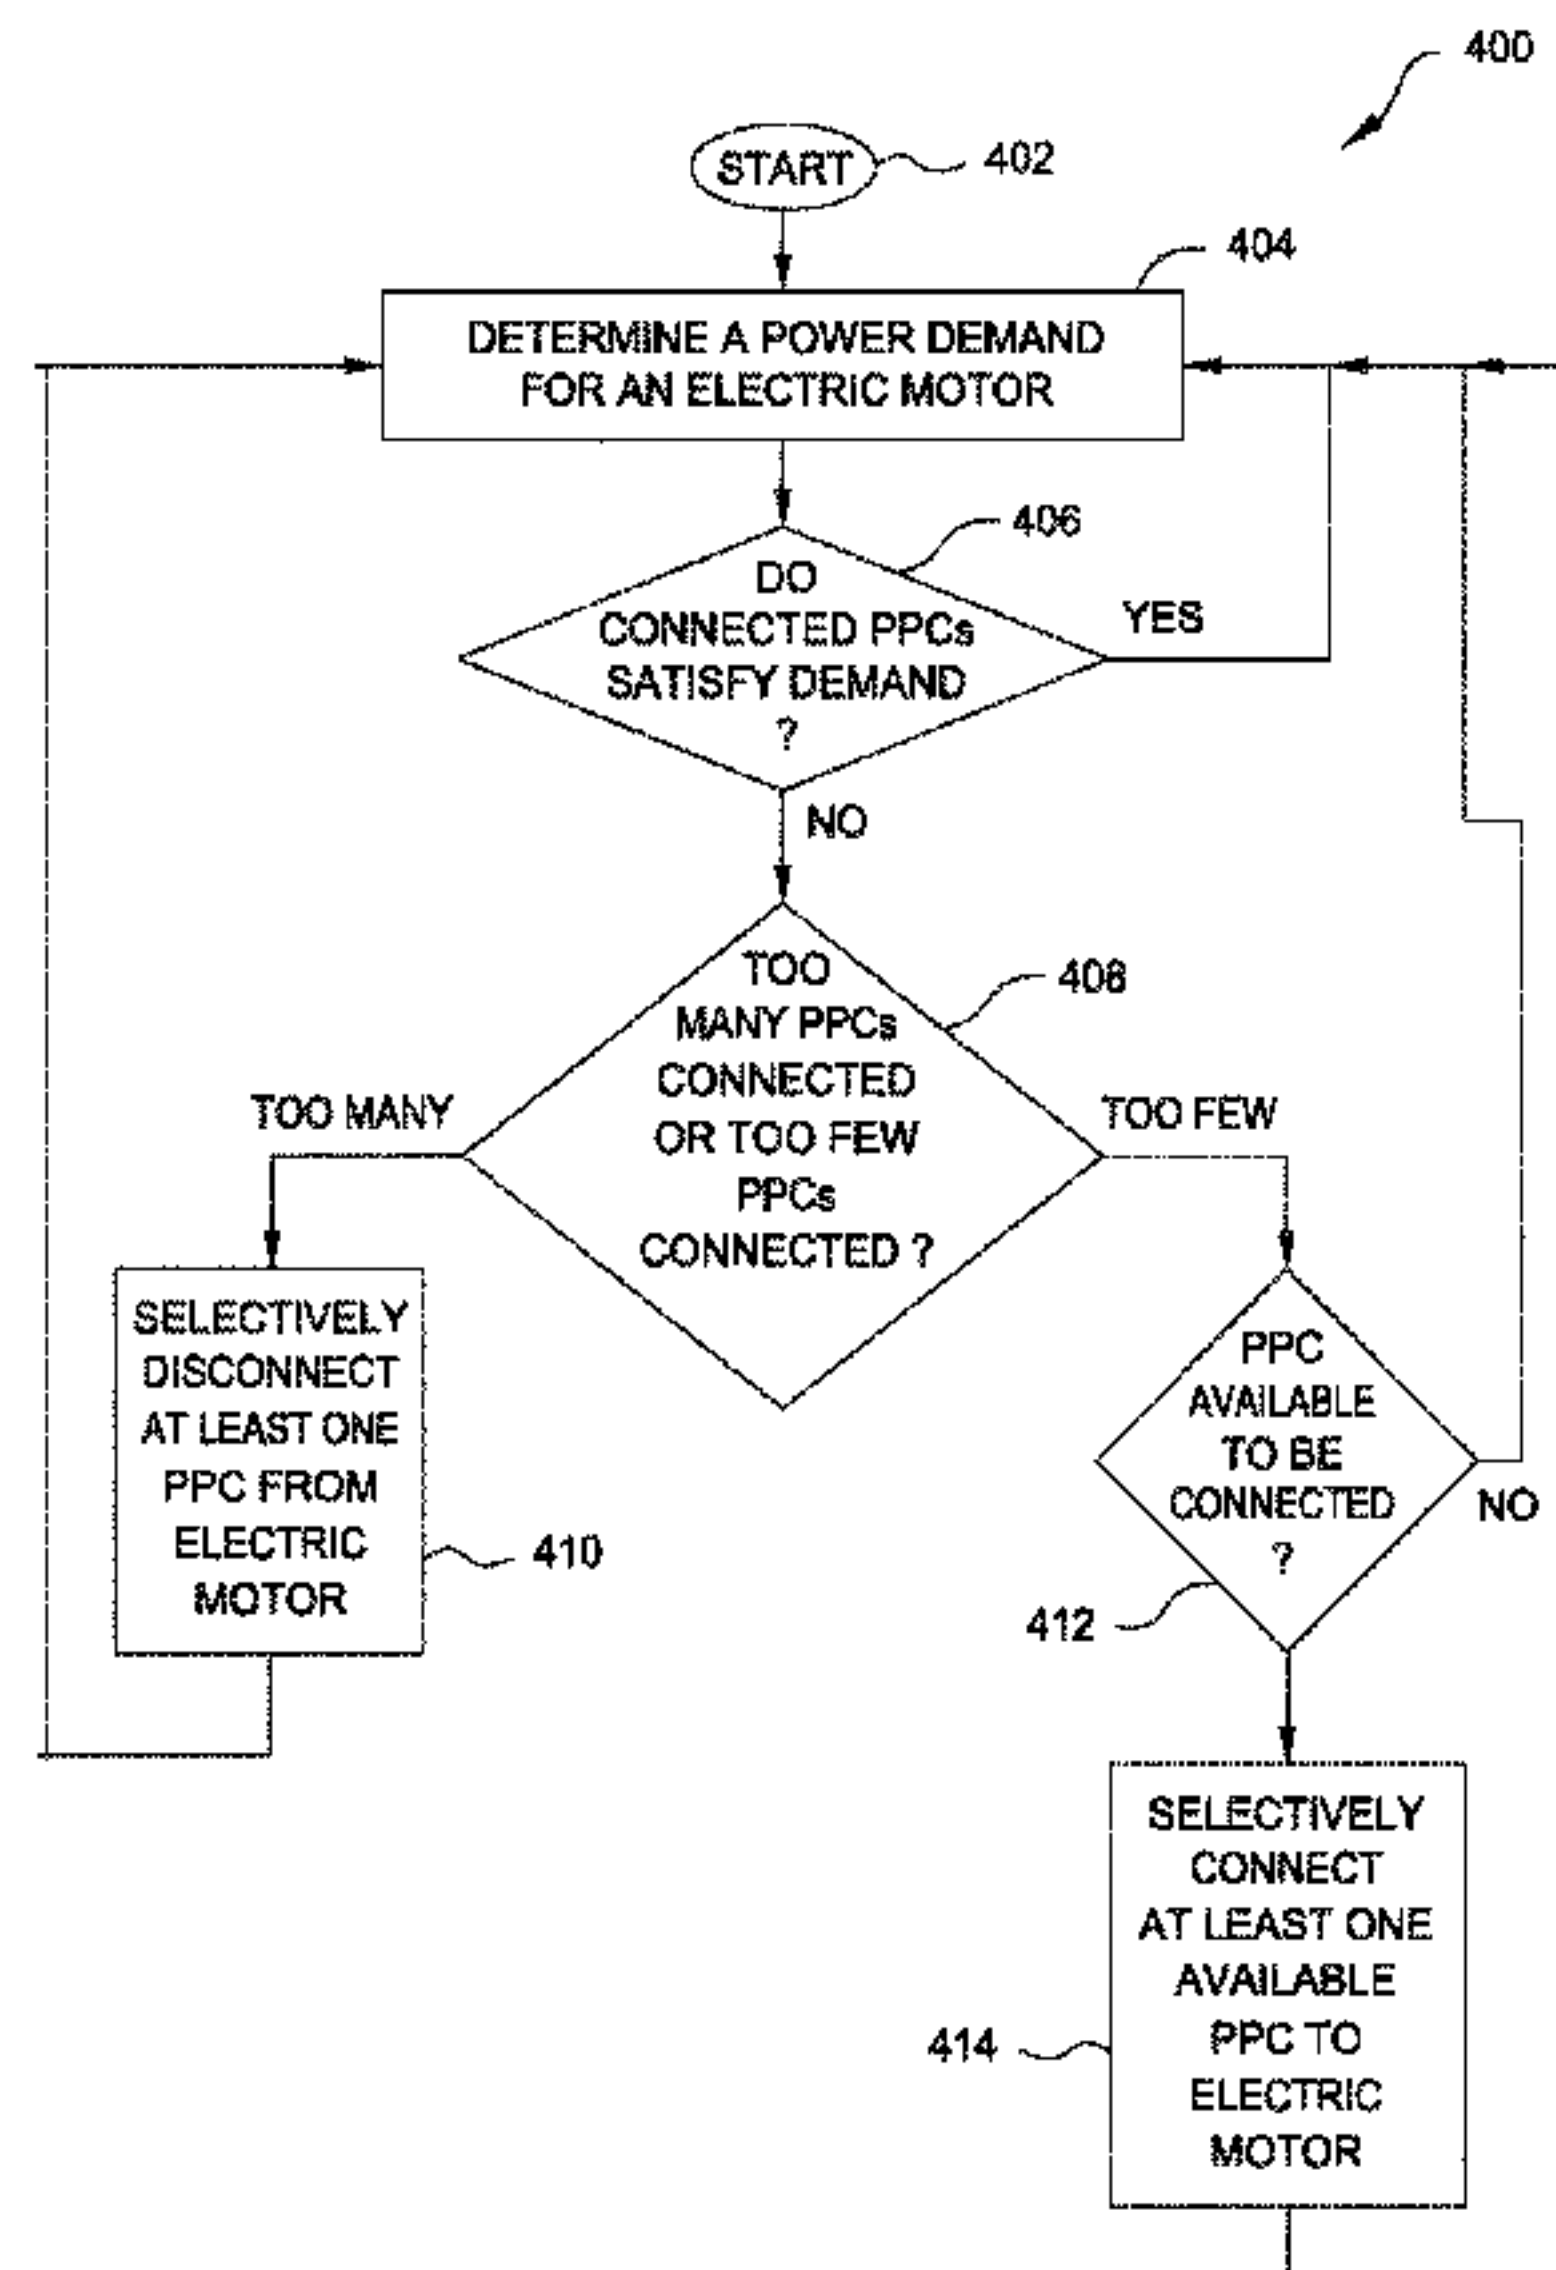 400
START
402
404
DETERMINE A POWER DEMAND
FOR AN ELECTRIC MOTOR
406
DO
CONNECTED PPCs
SATISFY DEMAND
?
YES
NO
408
TOO
MANY PPCs
CONNECTED
OR TOO FEW
PPCs
CONNECTED ?
TOO MANY
TOO FEW
SELECTIVELY
DISCONNECT
AT LEAST ONE
PPC FROM
ELECTRIC
MOTOR
410
PPC
AVAILABLE
TO BE
CONNECTED
?
NO
412
SELECTIVELY
CONNECT
AT LEAST ONE
AVAILABLE
PPC TO
ELECTRIC
MOTOR
414